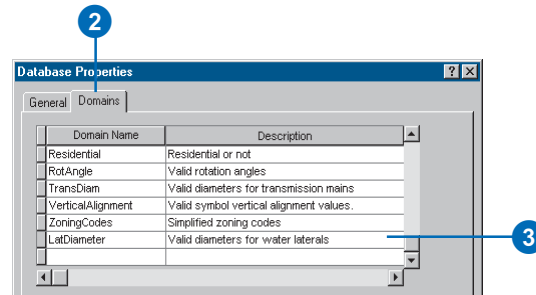 2
Database Properties ? ×
General Domains
Domain Name Description
Residential Residential or not
RotAngle Valid rotation angles
TransDiam Valid diameters for transmission mains
VerticalAlignment Valid symbol vertical alignment values.
ZoningCodes Simplified zoning codes
LatDiameter Valid diameters for water laterals
3